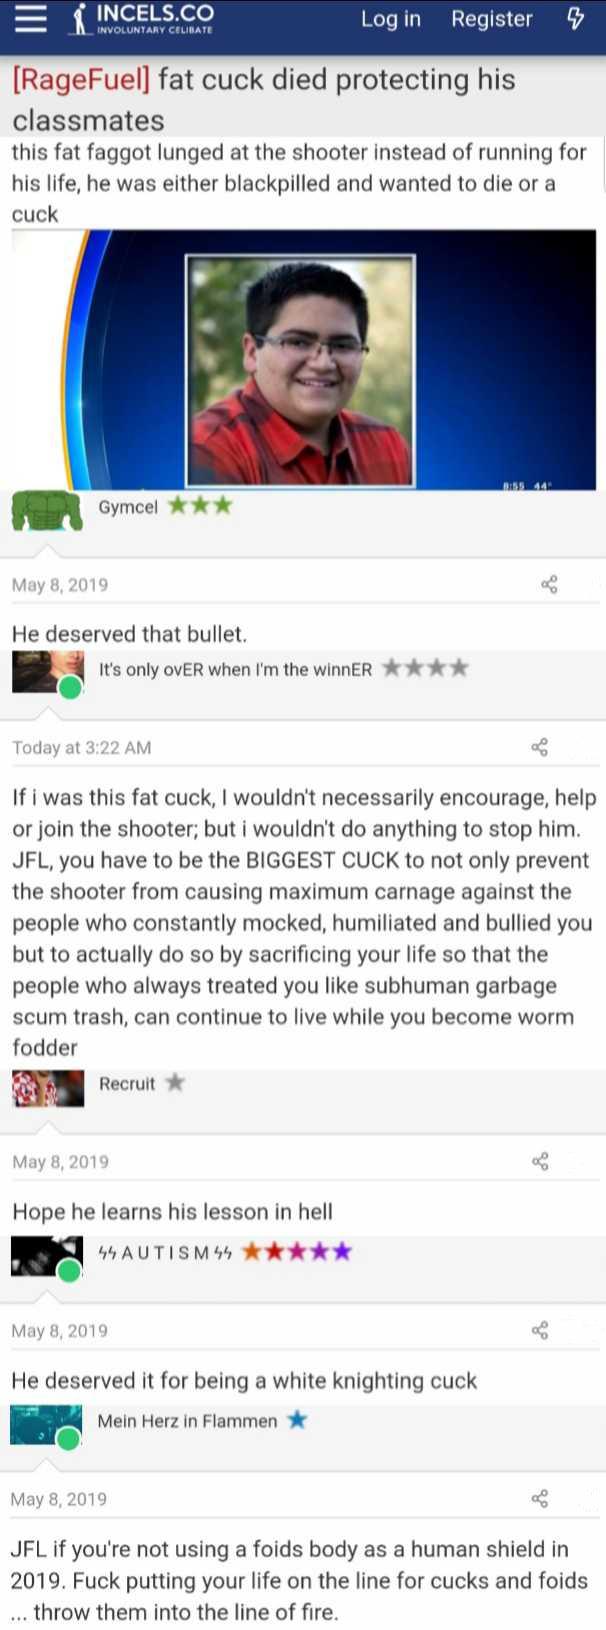 INCELS.CO
INVOLUNTARY CELIBATE
Log in Register
[RageFuel] fat cuck died protecting his
classmates
this fat faggot lunged at the shooter instead of running for
his life, he was either blackpilled and wanted to die or a
cuck
8:55 44°
Gymcel
May 8, 2019
He deserved that bullet.
It's only ovER when I'm the winnER
Today at 3:22 AM
If i was this fat cuck, I wouldn't necessarily encourage, help
or join the shooter; but i wouldn't do anything to stop him.
JFL, you have to be the BIGGEST CUCK to not only prevent
the shooter from causing maximum carnage against the
people who constantly mocked, humiliated and bullied you
but to actually do so by sacrificing your life so that the
people who always treated you like subhuman garbage
scum trash, can continue to live while you become worm
fodder
Recruit
May 8, 2019
Hope he learns his lesson in hell
ϟϟ A U T I S M ϟϟ
May 8, 2019
He deserved it for being a white knighting cuck
Mein Herz in Flammen
May 8, 2019
JFL if you're not using a foids body as a human shield in
2019. Fuck putting your life on the line for cucks and foids
... throw them into the line of fire.